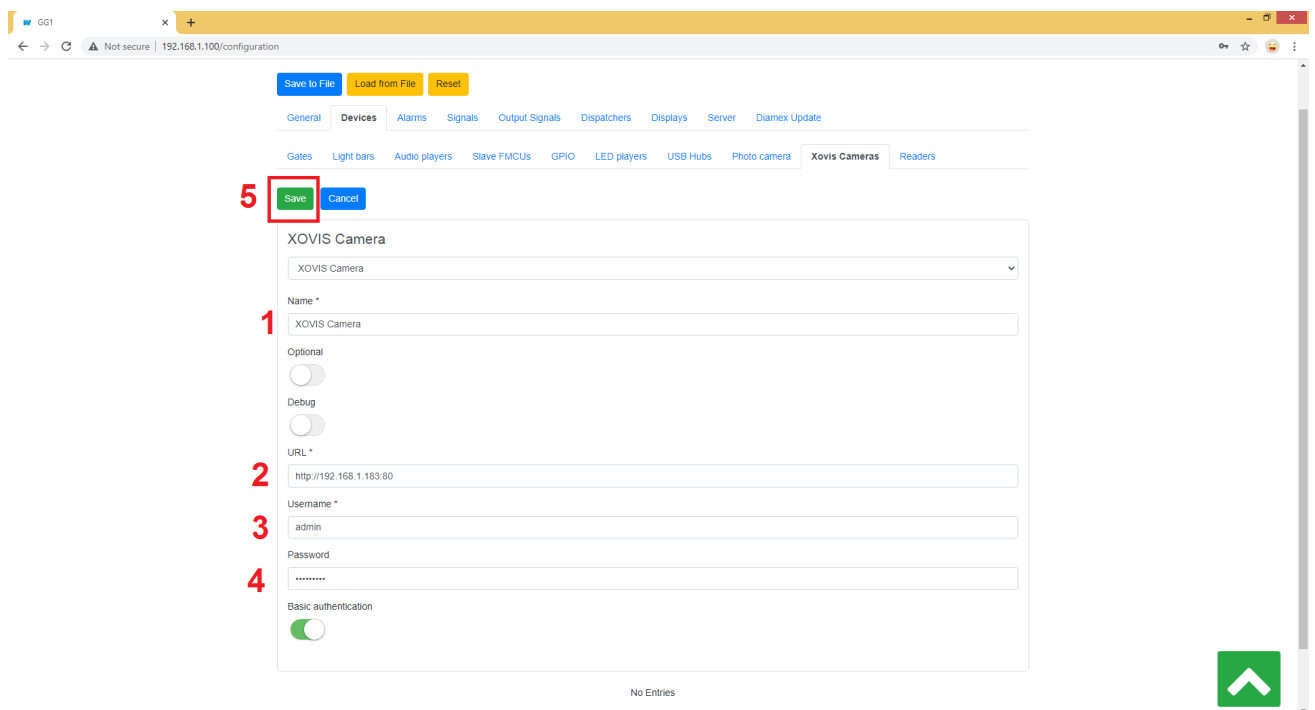 GG1
Not secure | 192.168.1.100/configuration
Save to File Load from File Reset
General Devices Alarms Signals Output Signals Dispatchers Displays Server Diamex Update
Gates Light bars Audio players Slave FMCUs GPIO LED players USB Hubs Photo camera Xovis Cameras Readers
5 Save Cancel
XOVIS Camera
XOVIS Camera
Name *
1 XOVIS Camera
Optional
Debug
URL *
2 http://192.168.1.183:80
Username *
3 admin
Password
4 •••••••••
Basic authentication
No Entries